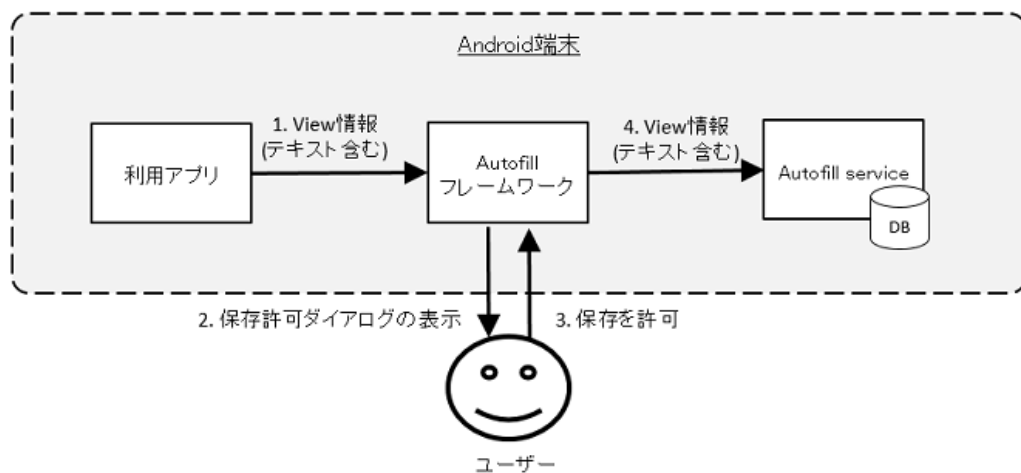 Android端末
1. View情報
(テキスト含む)
4. View情報
(テキスト含む)
利用アプリ
Autofill
フレームワーク
Autofill service
DB
2. 保存許可ダイアログの表示
3. 保存を許可
ユーザー